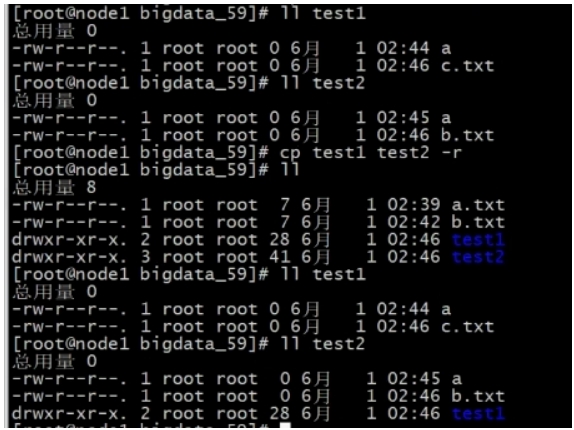 [root@node1 bigdata_59]# ll test1
总用量 0
-rw-r--r--. 1 root root 0 6月   1 02:44 a
-rw-r--r--. 1 root root 0 6月   1 02:46 c.txt
[root@node1 bigdata_59]# ll test2
总用量 0
-rw-r--r--. 1 root root 0 6月   1 02:45 a
-rw-r--r--. 1 root root 0 6月   1 02:46 b.txt
[root@node1 bigdata_59]# cp test1 test2 -r
[root@node1 bigdata_59]# ll
总用量 8
-rw-r--r--. 1 root root  7 6月   1 02:39 a.txt
-rw-r--r--. 1 root root  7 6月   1 02:42 b.txt
drwxr-xr-x. 2 root root 28 6月   1 02:46 test1
drwxr-xr-x. 3 root root 41 6月   1 02:46 test2
[root@node1 bigdata_59]# ll test1
总用量 0
-rw-r--r--. 1 root root 0 6月   1 02:44 a
-rw-r--r--. 1 root root 0 6月   1 02:46 c.txt
[root@node1 bigdata_59]# ll test2
总用量 0
-rw-r--r--. 1 root root  0 6月   1 02:45 a
-rw-r--r--. 1 root root  0 6月   1 02:46 b.txt
drwxr-xr-x. 2 root root 28 6月   1 02:46 test1
[root@node1 bigdata_59]#